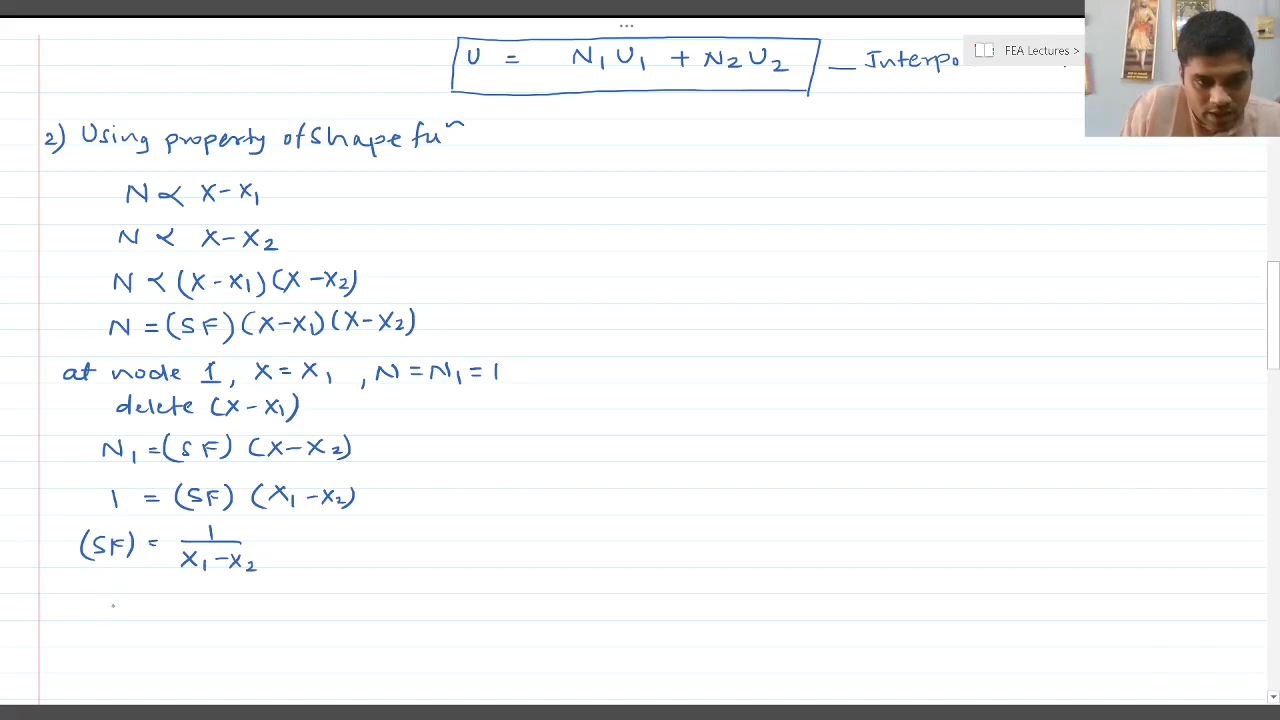 U = N₁U₁ + N₂U₂ —
FEA Lectures >
2) Using property of Shape fuⁿ
N ∝ X - X₁
N ∝ X - X₂
N ∝ (X - X₁)(X - X₂)
N = (SF)(X - X₁)(X - X₂)
at node 1, X = X₁, N = N₁ = 1
delete (X - X₁)
N₁ = (SF) (X - X₂)
1 = (SF) (X₁ - X₂)
(SF) = 1
X₁ - X₂